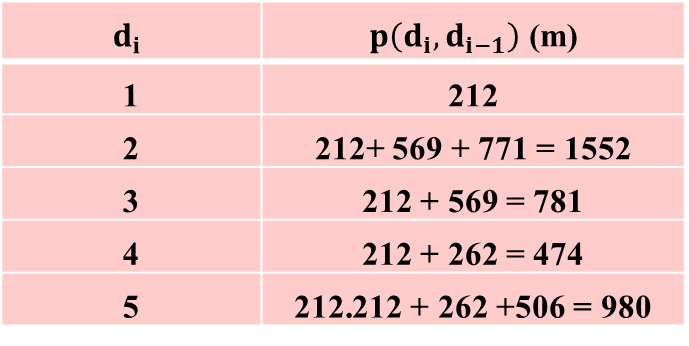 dᵢ p(dᵢ, dᵢ₋₁) (m)
1 212
2 212+ 569 + 771 = 1552
3 212 + 569 = 781
4 212 + 262 = 474
5 212.212 + 262 +506 = 980